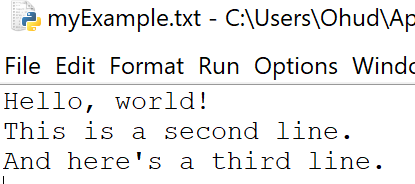 myExample.txt - C:\Users\Ohud\Ap
File Edit Format Run Options Windo
Hello, world!
This is a second line.
And here's a third line.